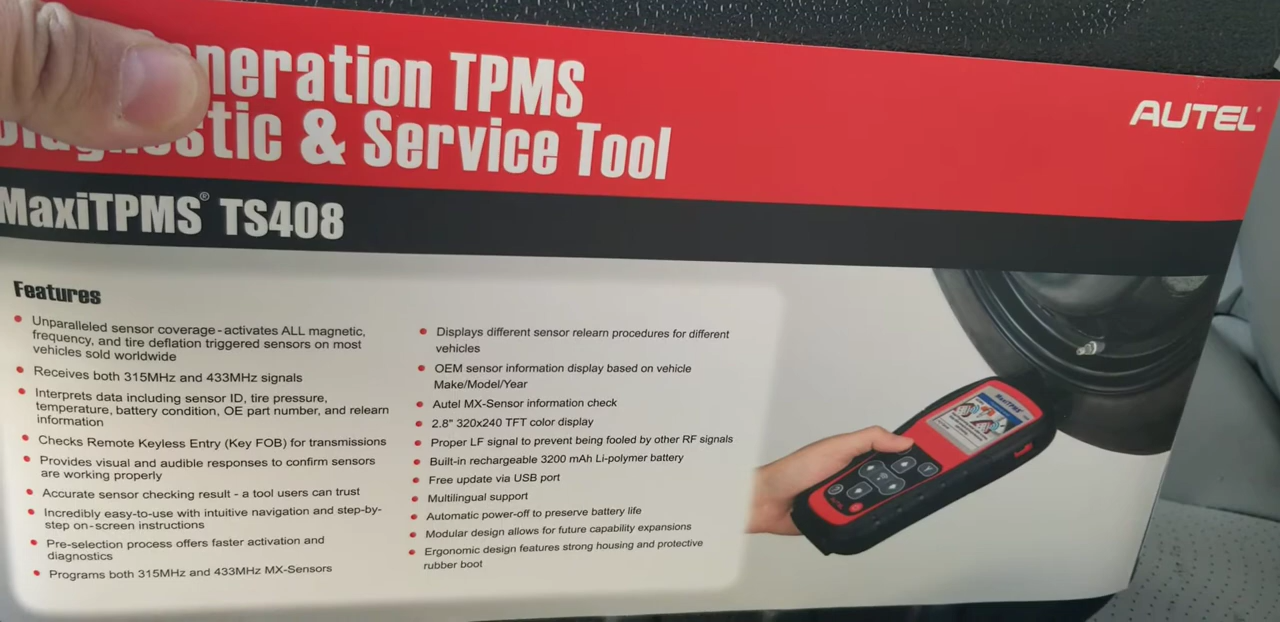 neration TPMS
AUTEL
& Service Tool
MaxiTPMS® TS408
Features
• Unparalleled sensor coverage - activates ALL magnetic,
frequency, and tire deflation triggered sensors on most
vehicles sold worldwide
• Receives both 315MHz and 433MHz signals
• Interprets data including sensor ID, tire pressure,
temperature, battery condition, OE part number, and relearn
information
• Checks Remote Keyless Entry (Key FOB) for transmissions
• Provides visual and audible responses to confirm sensors
are working properly
• Accurate sensor checking result - a tool users can trust
• Incredibly easy-to-use with intuitive navigation and step-by-
step on-screen instructions
• Pre-selection process offers faster activation and
diagnostics
• Programs both 315MHz and 433MHz MX-Sensors
• Displays different sensor relearn procedures for different
vehicles
• OEM sensor information display based on vehicle
Make/Model/Year
• Autel MX-Sensor information check
• 2.8" 320x240 TFT color display
• Proper LF signal to prevent being fooled by other RF signals
• Built-in rechargeable 3200 mAh Li-polymer battery
• Free update via USB port
• Multilingual support
• Automatic power-off to preserve battery life
• Modular design allows for future capability expansions
• Ergonomic design features strong housing and protective
rubber boot
MaxiTPMS